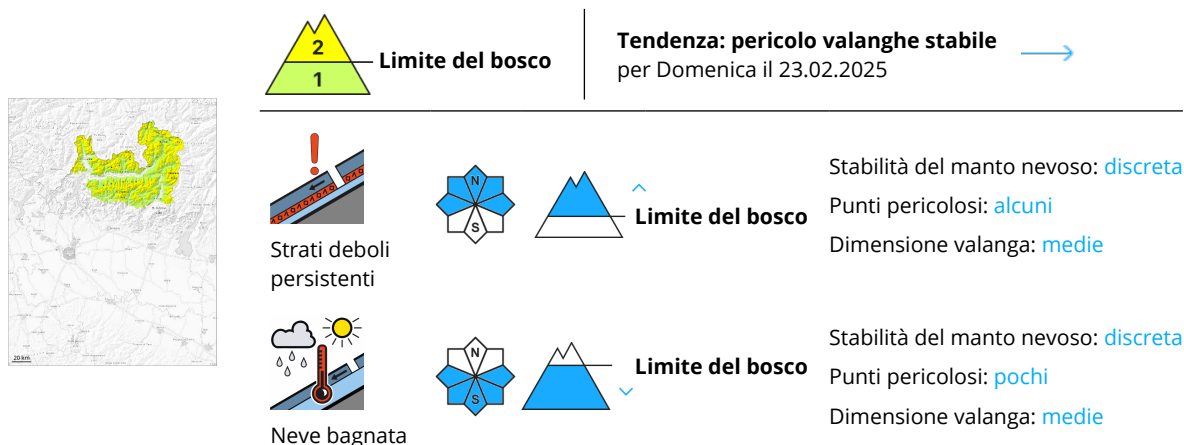 2
1
Limite del bosco
Tendenza: pericolo valanghe stabile
per Domenica il 23.02.2025
20 km
Strati deboli
persistenti
N
S
Limite del bosco
Stabilità del manto nevoso: discreta
Punti pericolosi: alcuni
Dimensione valanga: medie
Neve bagnata
N
S
Limite del bosco
Stabilità del manto nevoso: discreta
Punti pericolosi: pochi
Dimensione valanga: medie